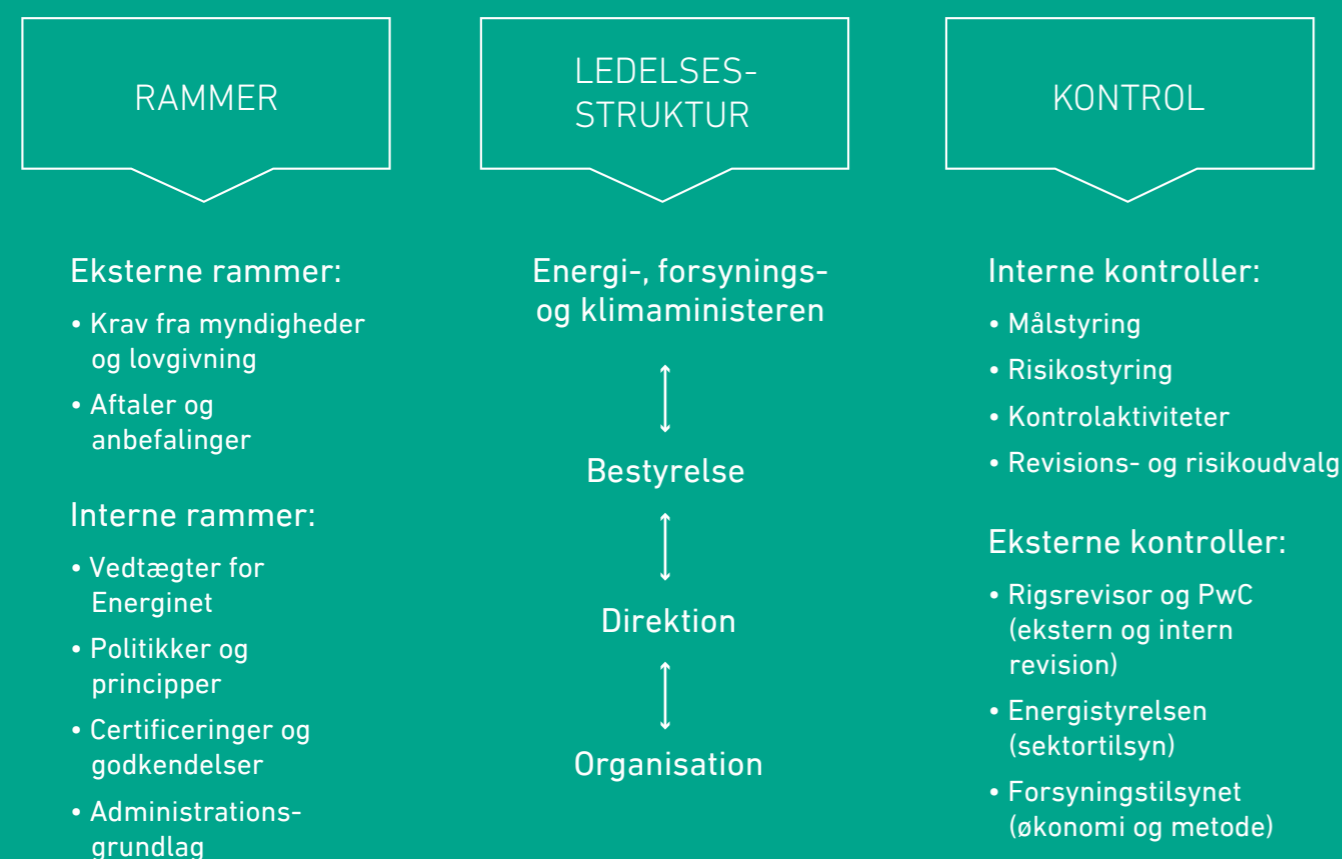 RAMMER
Eksterne rammer:
• Krav fra myndigheder
og lovgivning
• Aftaler og
anbefalinger
Interne rammer:
• Vedtægter for
Energinet
• Politikker og
principper
• Certificeringer og
godkendelser
• Administrations-
grundlag
LEDELSES-
STRUKTUR
Energi-, forsynings-
og klimaministeren
Bestyrelse
Direktion
Organisation
KONTROL
Interne kontroller:
• Målstyring
• Risikostyring
• Kontrolaktiviteter
• Revisions- og risikoudvalg
Eksterne kontroller:
• Rigsrevisor og PwC
(ekstern og intern
revision)
• Energistyrelsen
(sektortilsyn)
• Forsyningstilsynet
(økonomi og metode)